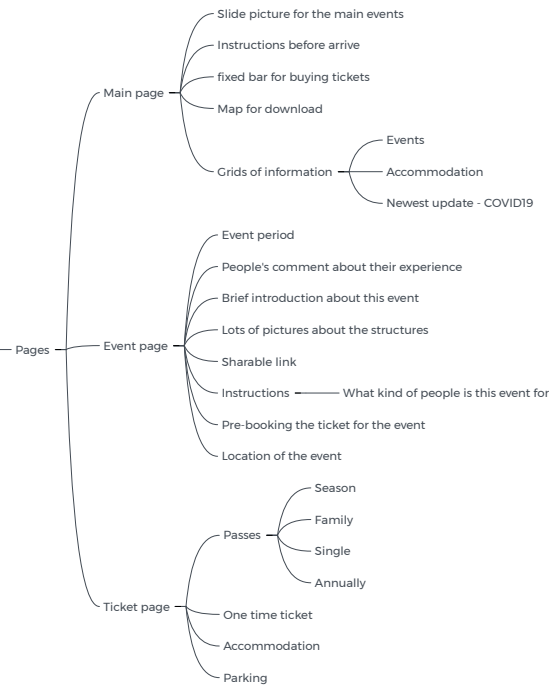 Slide picture for the main events
Instructions before arrive
fixed bar for buying tickets
Main page
Map for download
Events
Grids of information
Accommodation
Newest update - COVID19
Event period
People's comment about their experience
Brief introduction about this event
Lots of pictures about the structures
Pages
Event page
Sharable link
Instructions
What kind of people is this event for
Pre-booking the ticket for the event
Location of the event
Season
Family
Passes
Single
Annually
Ticket page
One time ticket
Accommodation
Parking